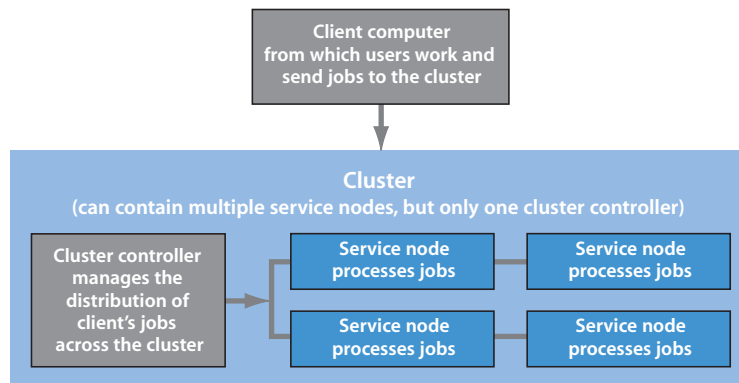 Client computer
from which users work and
send jobs to the cluster
Cluster
(can contain multiple service nodes, but only one cluster controller)
Cluster controller
manages the
distribution of
client’s jobs
across the cluster
Service node
processes jobs
Service node
processes jobs
Service node
processes jobs
Service node
processes jobs